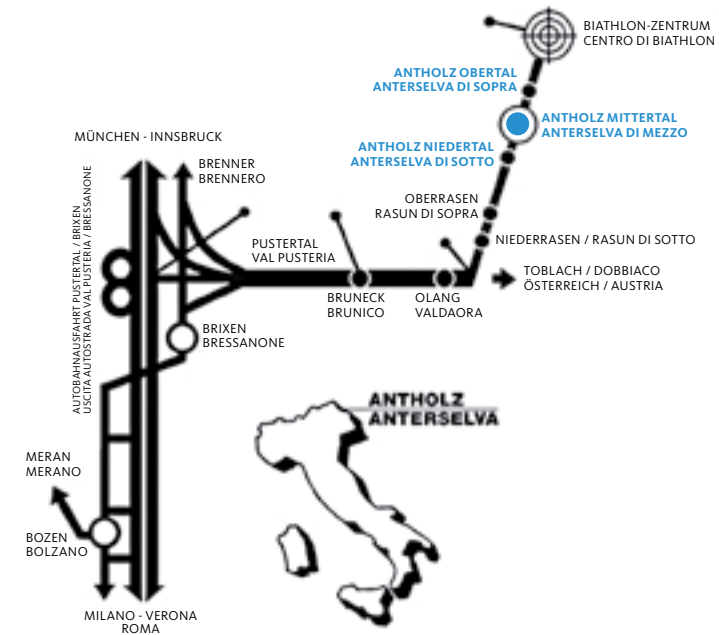 BIATHLON-ZENTRUM
CENTRO DI BIATHLON
ANTHOLZ OBERTAL
ANTERSELVA DI SOPRA
ANTHOLZ MITTERTAL
ANTERSELVA DI MEZZO
MÜNCHEN - INNSBRUCK
ANTHOLZ NIEDERTAL
ANTERSELVA DI SOTTO
BRENNER
BRENNERO
AUTOBAHNAUSFAHRT PUSTERTAL / BRIXEN
USCITA AUTOSTRADA VAL PUSTERIA / BRESSANONE
OBERRASEN
RASUN DI SOPRA
PUSTERTAL
VAL PUSTERIA
NIEDERRASEN / RASUN DI SOTTO
TOBLACH / DOBBIACO
ÖSTERREICH / AUSTRIA
BRUNECK
BRUNICO
OLANG
VALDAORA
BRIXEN
BRESSANONE
ANTHOLZ
ANTERSELVA
MERAN
MERANO
BOZEN
BOLZANO
MILANO - VERONA
ROMA